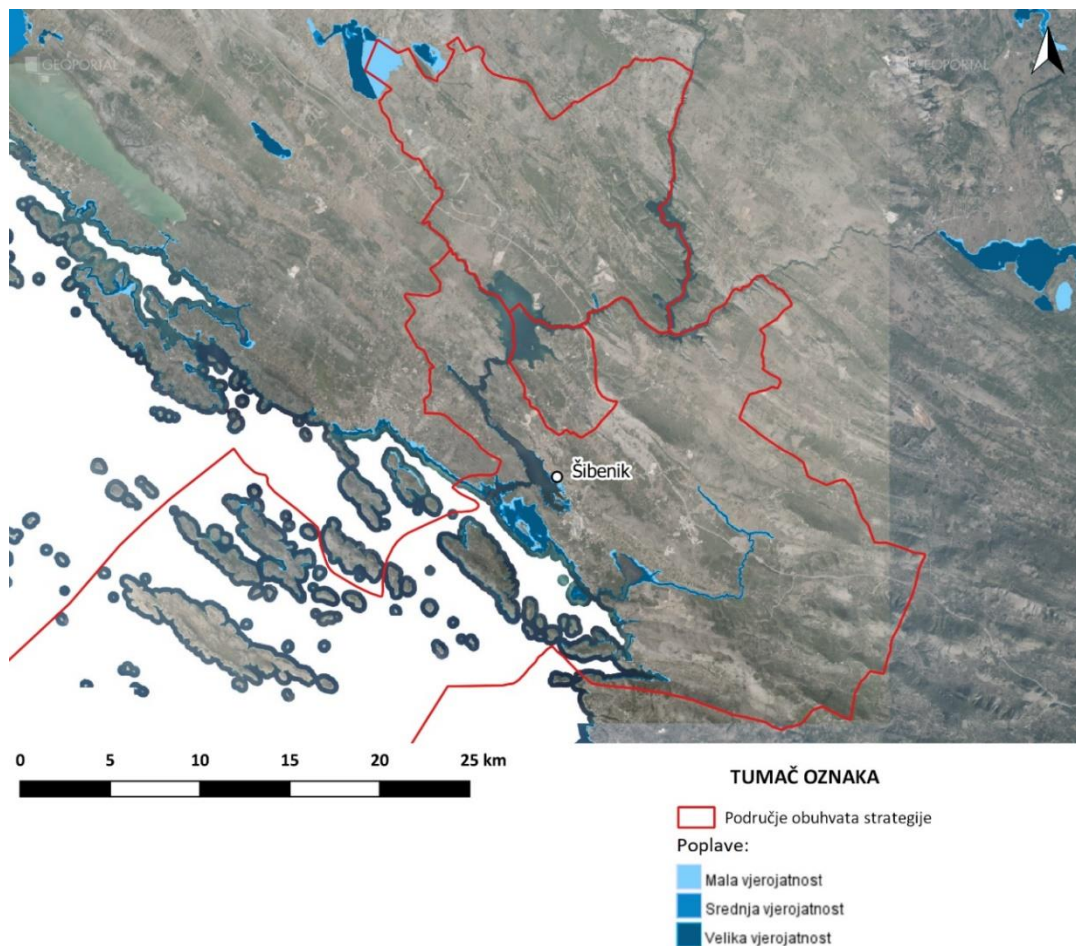 GEOPORTAL
GEOPORTAL
Šibenik
0 5 10 15 20 25 km
TUMAČ OZNAKA
Područje obuhvata strategije
Poplave:
Mala vjerojatnost
Srednja vjerojatnost
Velika vjerojatnost